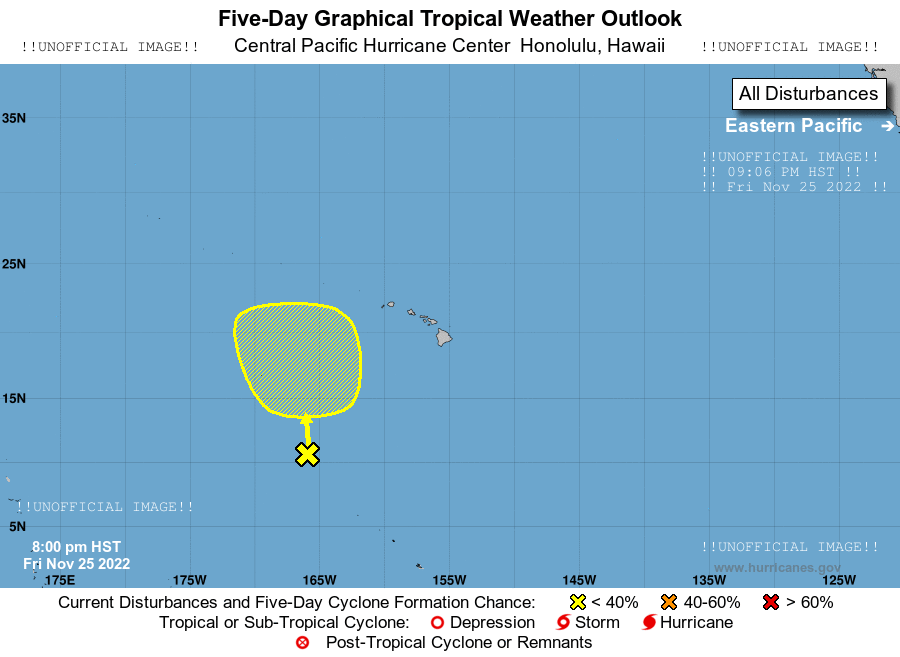 Five-Day Graphical Tropical Weather Outlook
!!UNOFFICIAL IMAGE!! Central Pacific Hurricane Center Honolulu, Hawaii !!UNOFFICIAL IMAGE!!
All Disturbances
35N
Eastern Pacific ➔
!!UNOFFICIAL IMAGE!!
!! 09:06 PM HST !!
!! Fri Nov 25 2022 !!
25N
15N
!!UNOFFICIAL IMAGE!!
5N
8:00 pm HST
Fri Nov 25 2022
!!UNOFFICIAL IMAGE!!
www.hurricanes.gov
175E 175W 165W 155W 145W 135W 125W
Current Disturbances and Five-Day Cyclone Formation Chance: < 40% 40-60% > 60%
Tropical or Sub-Tropical Cyclone: Depression Storm Hurricane
Post-Tropical Cyclone or Remnants